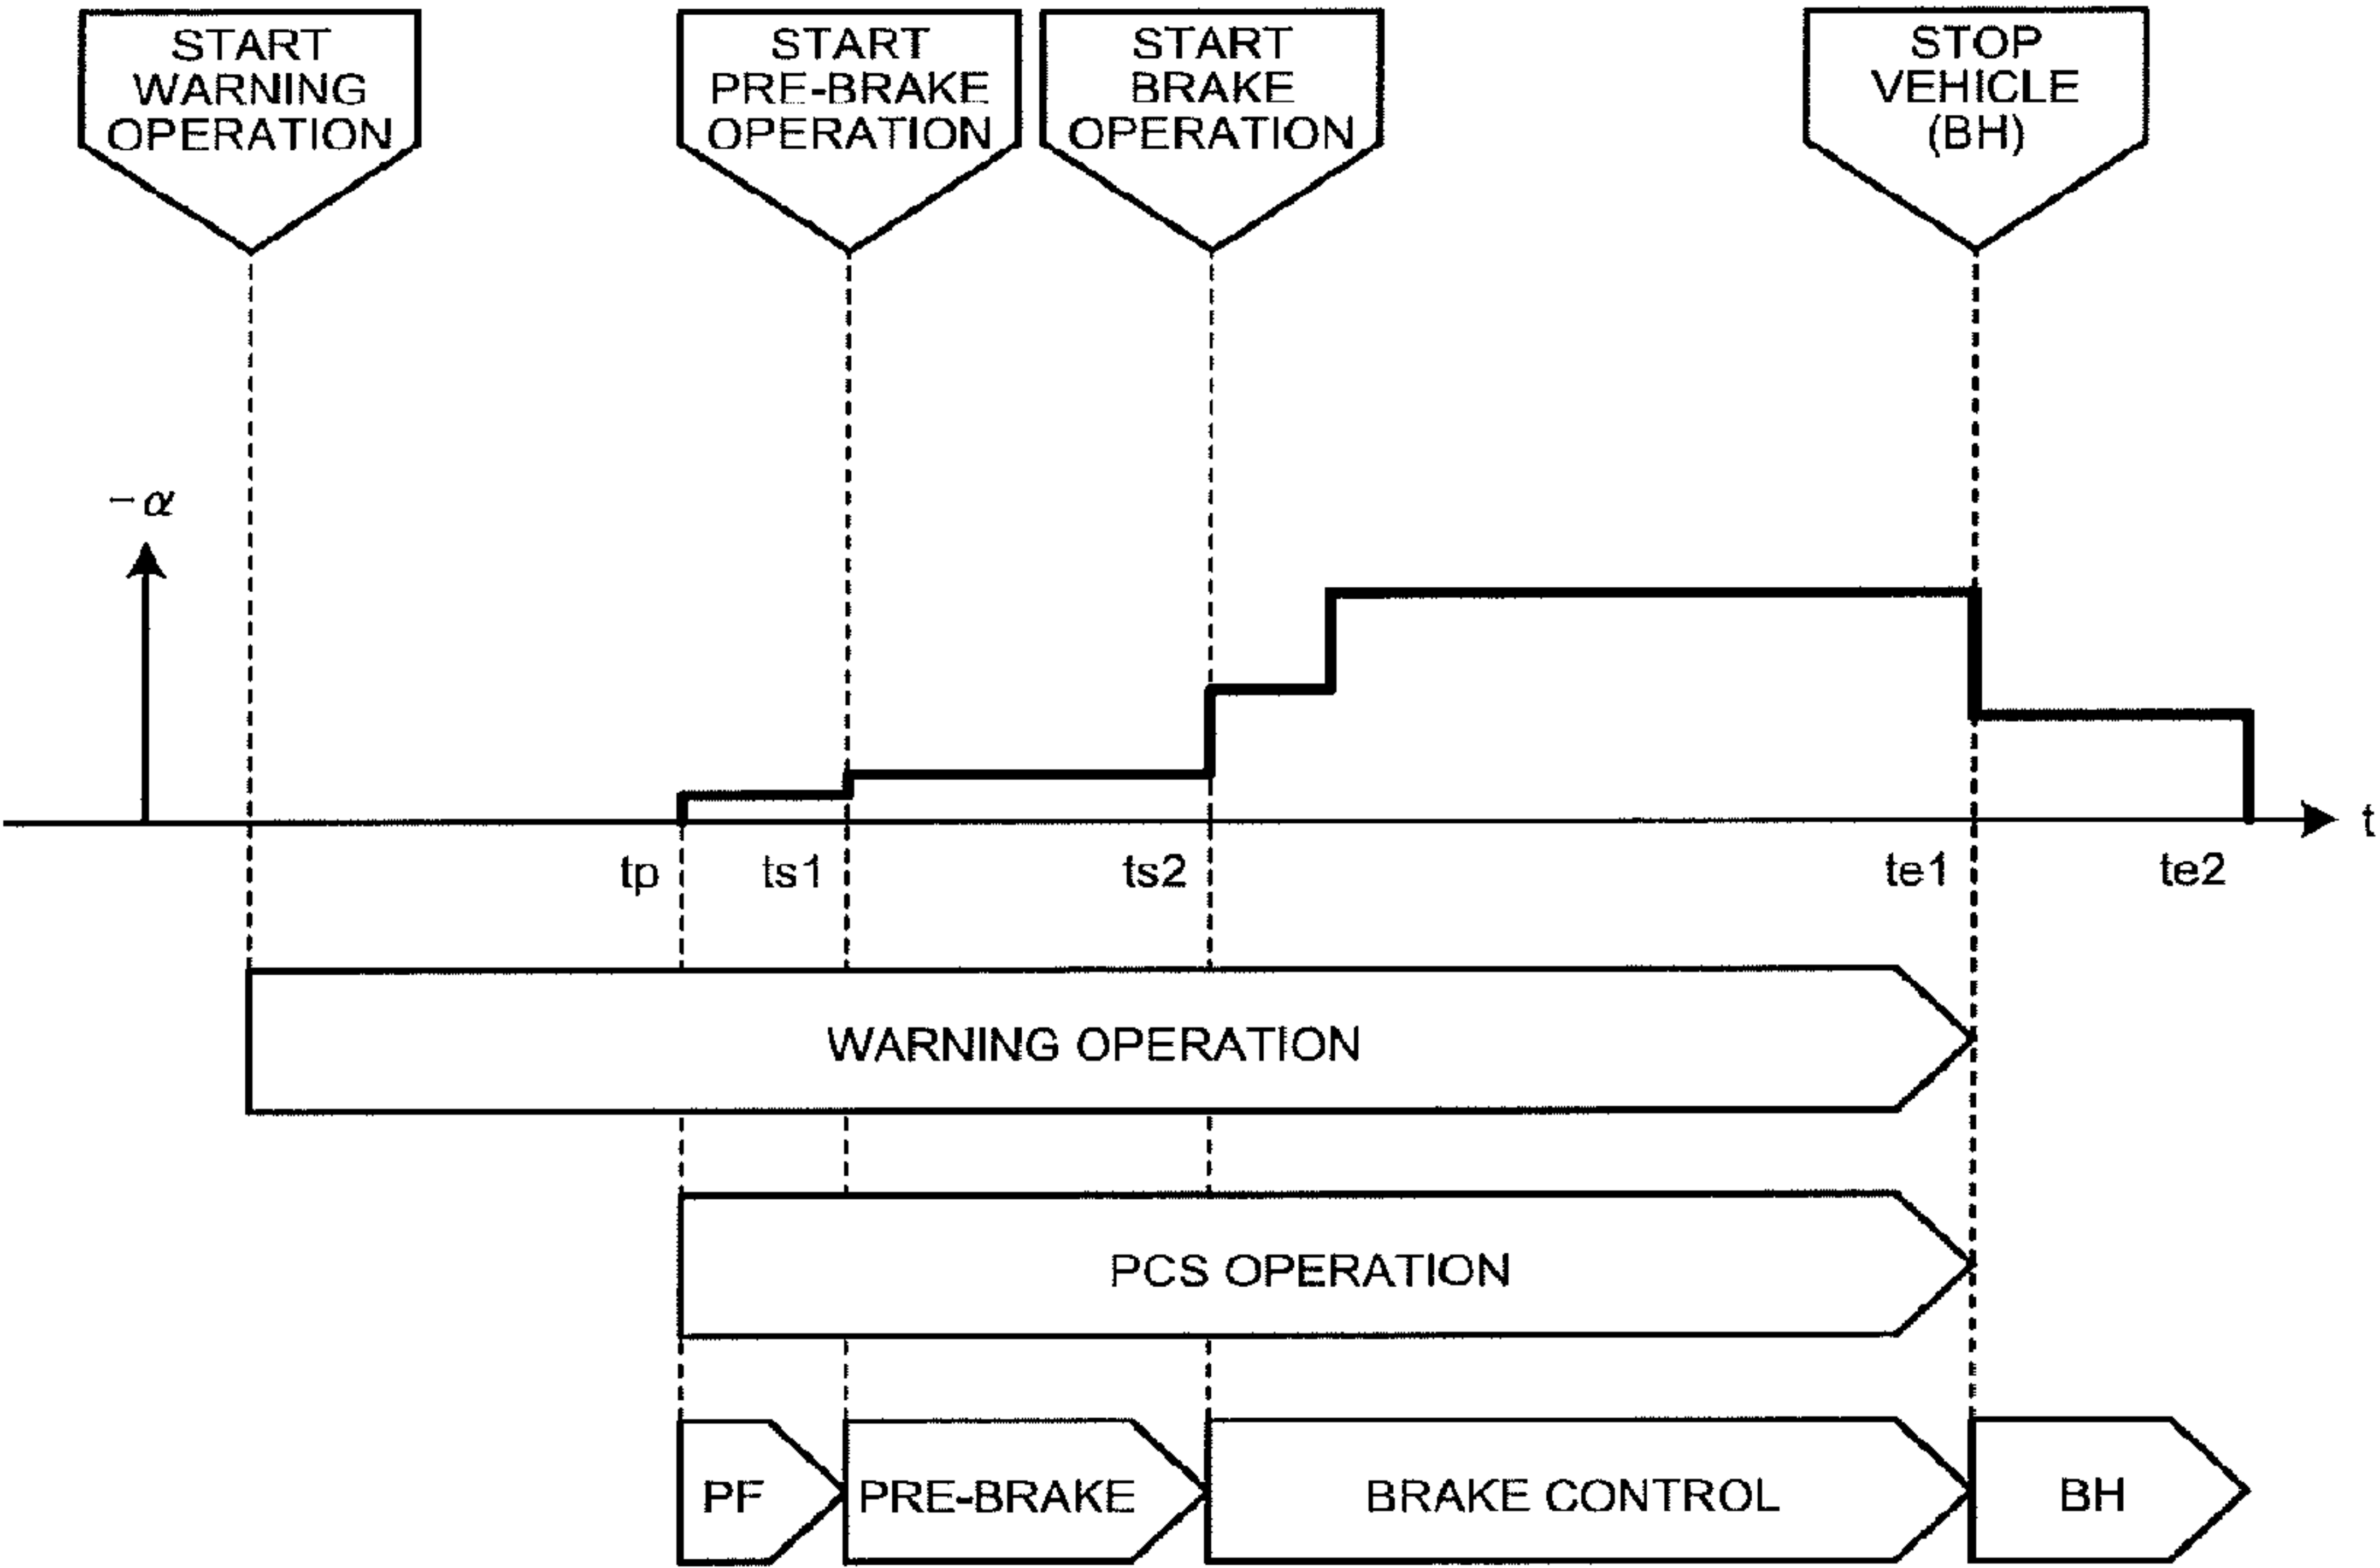 START
WARNING
OPERATION
START
PRE-BRAKE
OPERATION
START
BRAKE
OPERATION
STOP
VEHICLE
(BH)
−α
t
tp
ts1
ts2
te1
te2
WARNING OPERATION
PCS OPERATION
PF
PRE-BRAKE
BRAKE CONTROL
BH